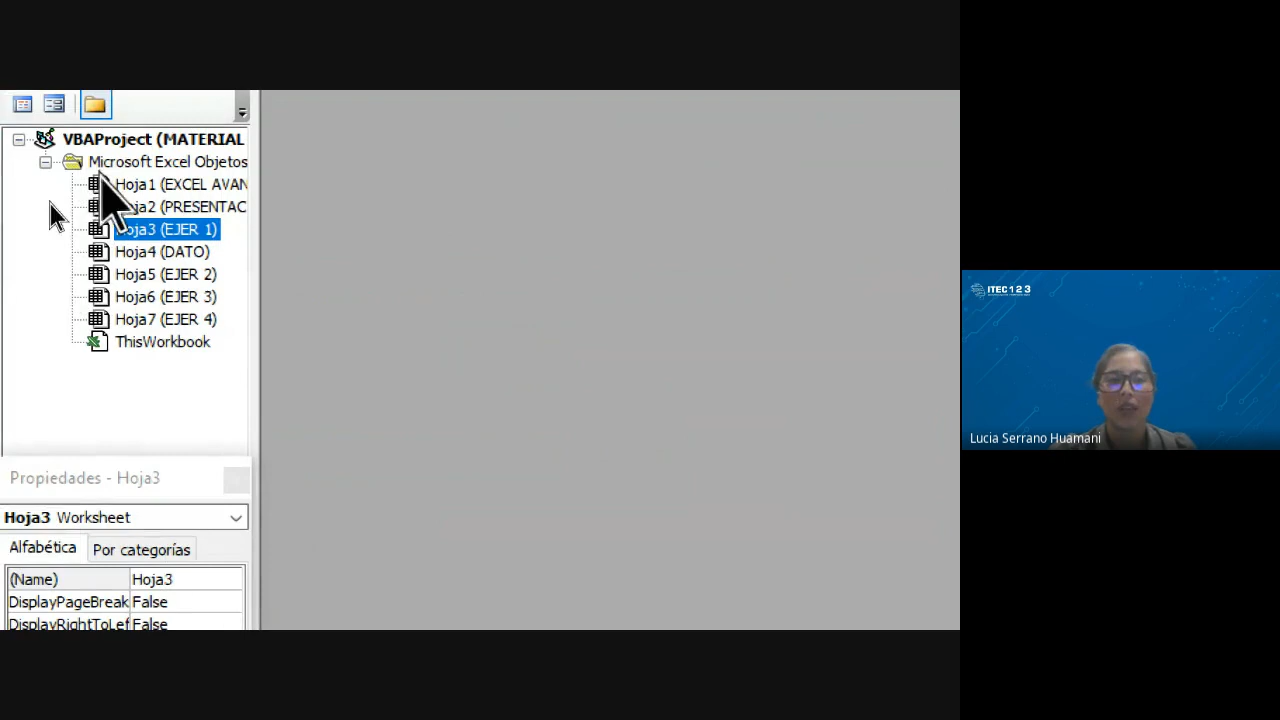 VBAProject (MATERIAL
Microsoft Excel Objetos
Hoja1 (EXCEL AVAN
ja2 (PRESENTAC
Hoja3 (EJER 1)
Hoja4 (DATO)
Hoja5 (EJER 2)
Hoja6 (EJER 3)
Hoja7 (EJER 4)
ThisWorkbook
Propiedades - Hoja3
Hoja3 Worksheet
Alfabética
Por categorías
(Name) Hoja3
DisplayPageBreak False
DisplayRightToLef False
ITEC 1 2 3
Lucia Serrano Huamani